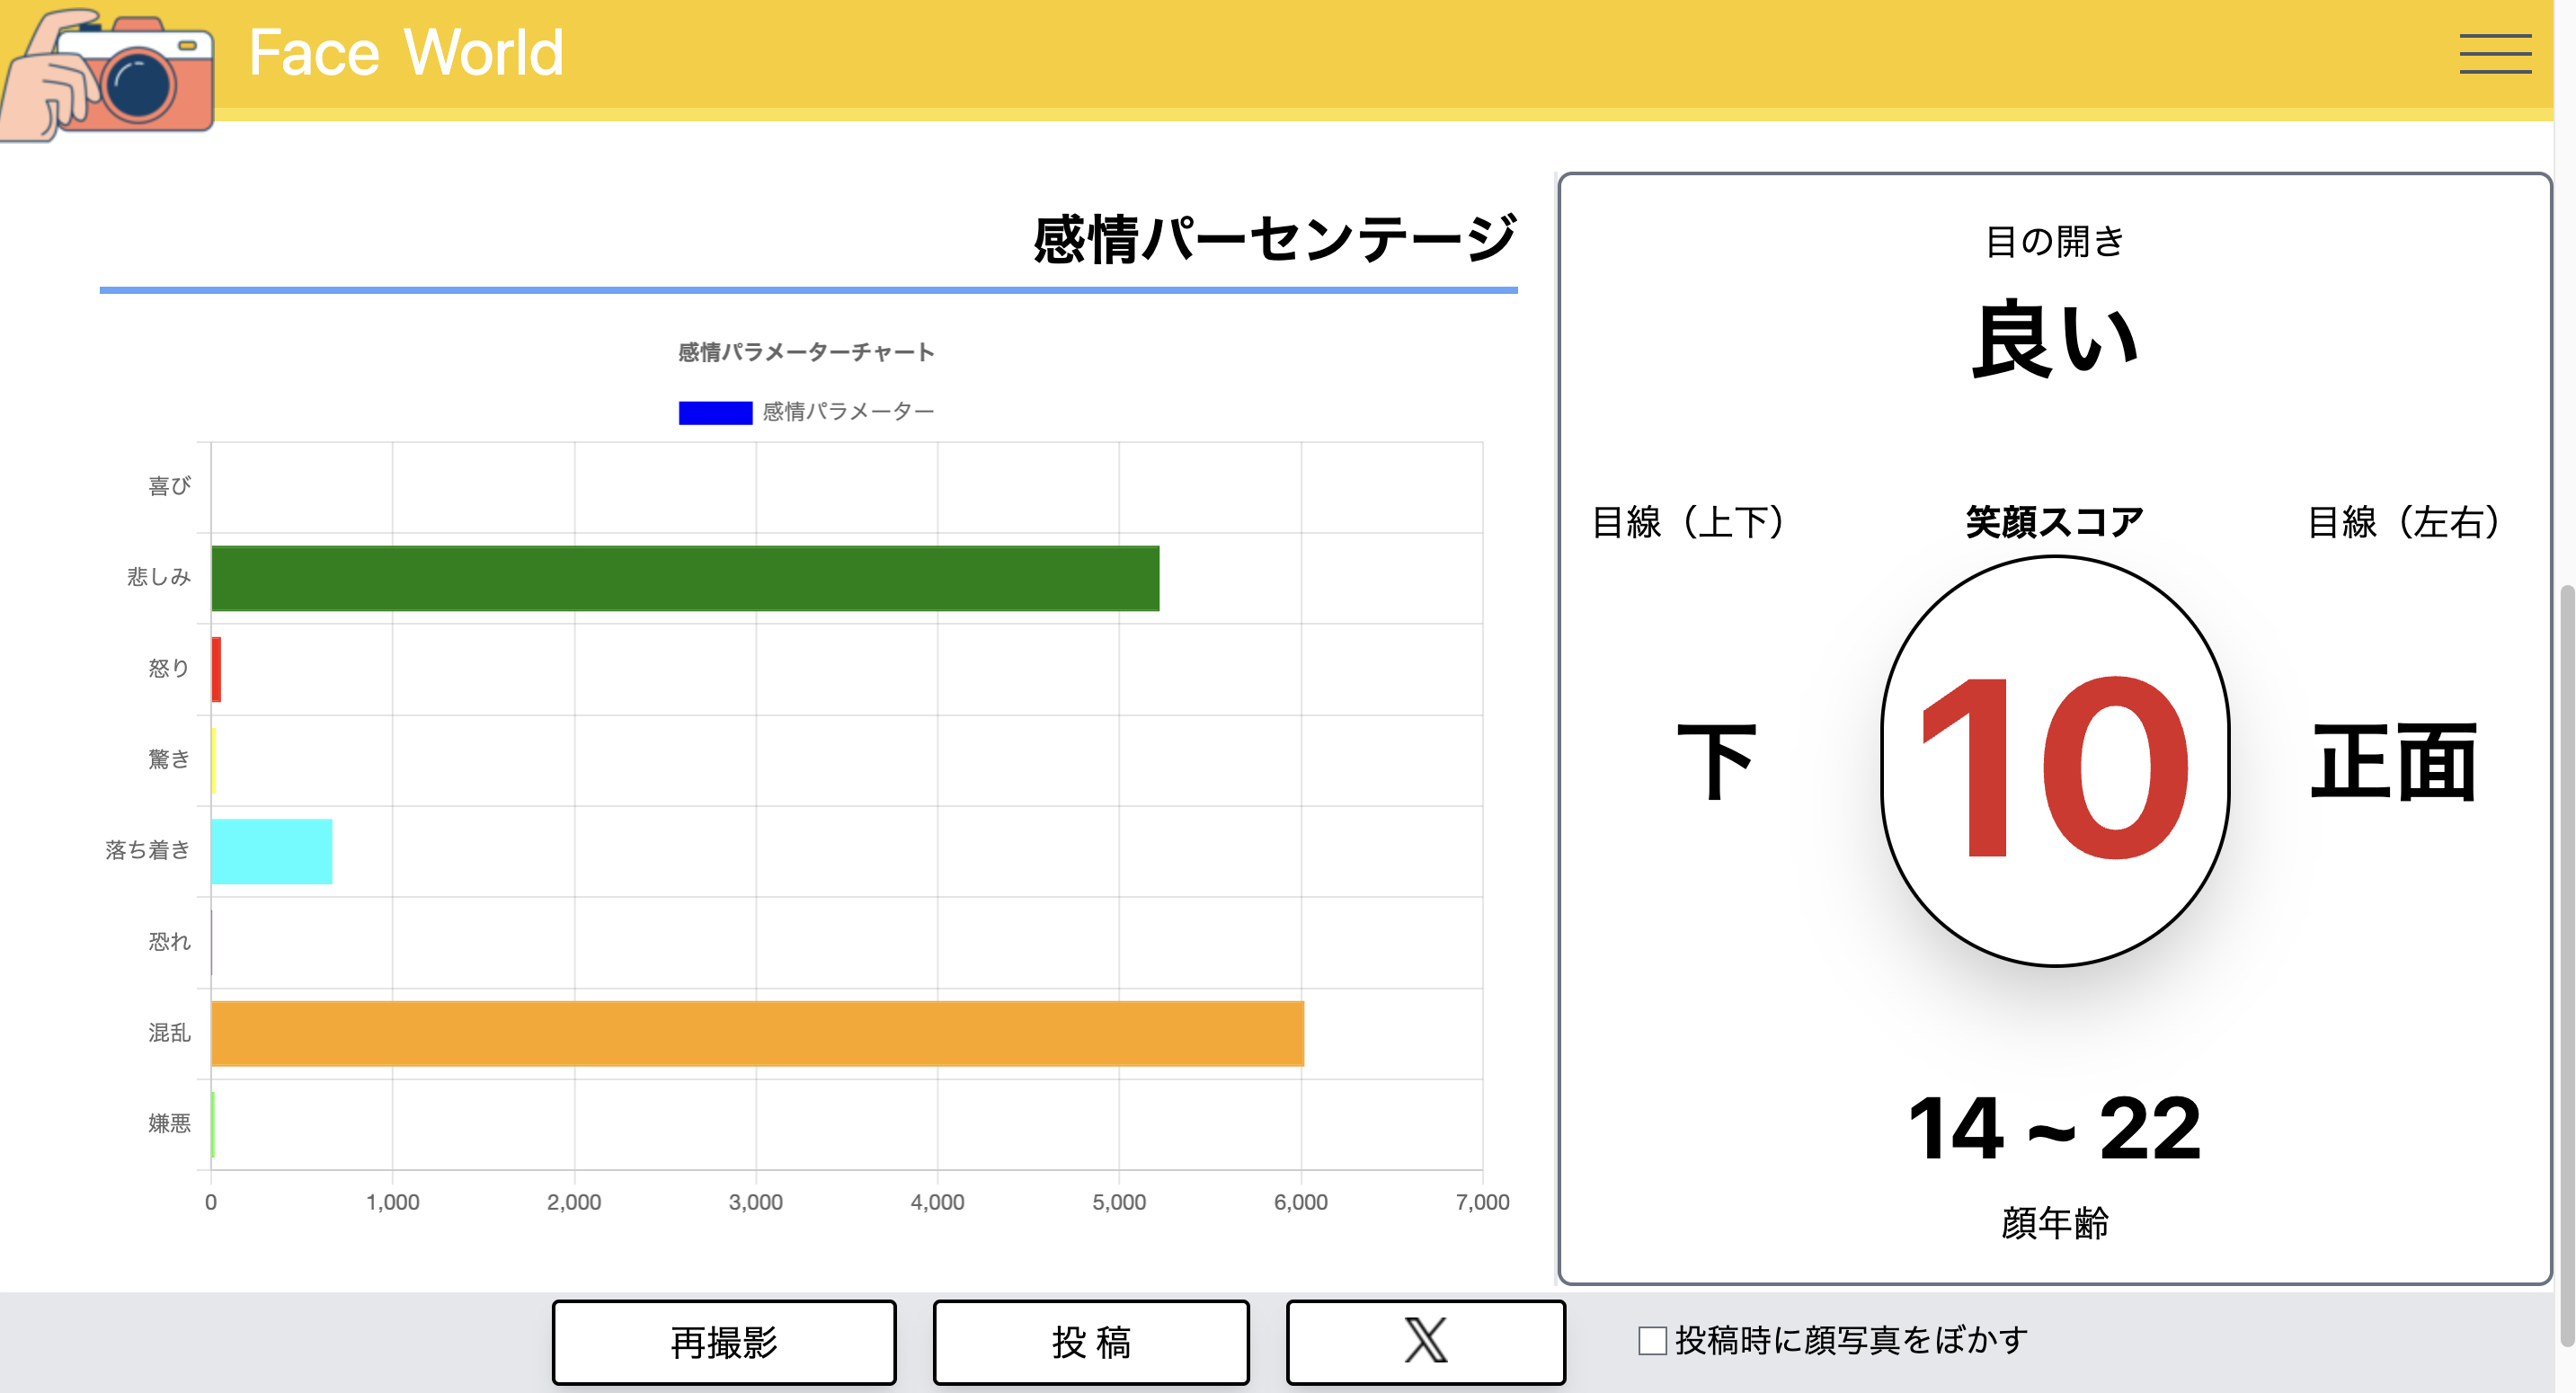 Face World
感情パーセンテージ
感情パラメーターチャート
感情パラメーター
喜び
悲しみ
怒り
驚き
落ち着き
恐れ
混乱
嫌悪
0 1,000 2,000 3,000 4,000 5,000 6,000 7,000
目の開き
良い
目線（上下） 笑顔スコア 目線（左右）
下 10 正面
14 ~ 22
顔年齢
再撮影 投 稿 𝕏 投稿時に顔写真をぼかす